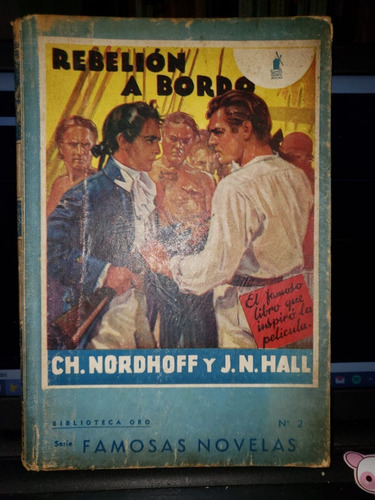 REBELIÓN
A BORDO
El famoso
libro que
inspiró la
película.
CH. NORDHOFF Y J.N. HALL
BIBLIOTECA ORO
Nº 2
Serie FAMOSAS NOVELAS